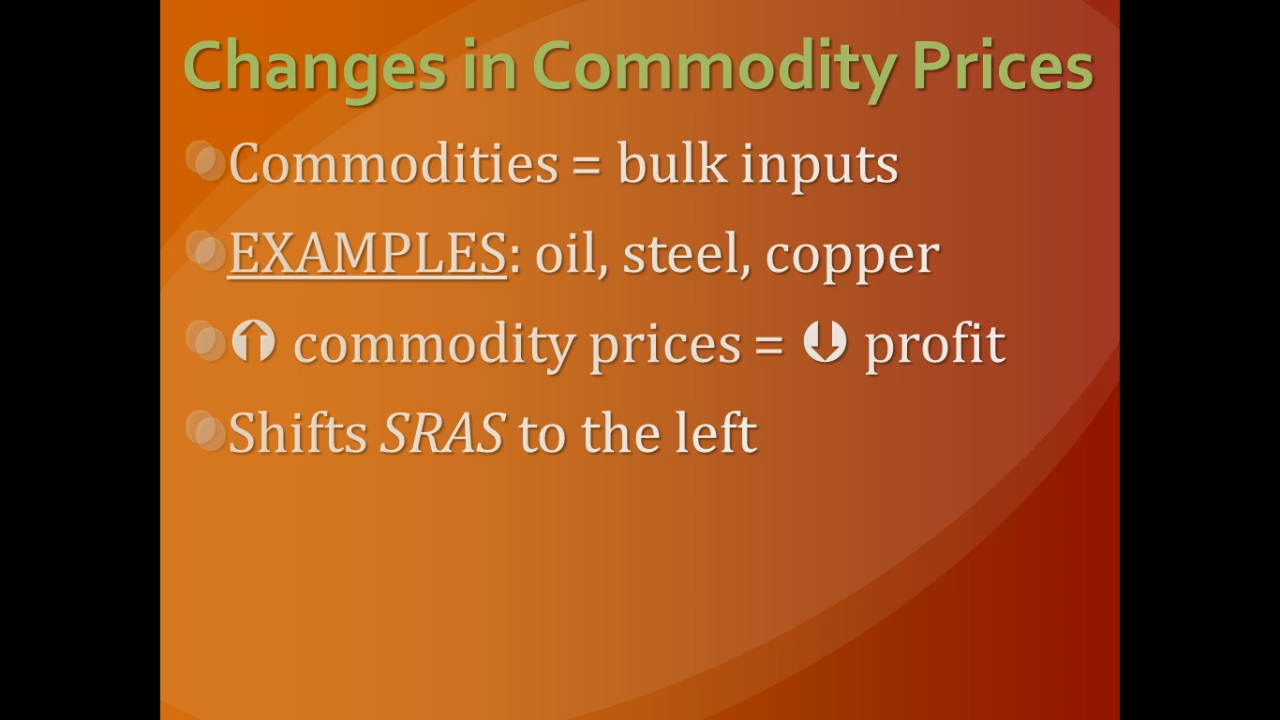 Changes in Commodity Prices
Commodities = bulk inputs
EXAMPLES: oil, steel, copper
⬆ commodity prices = ⬇ profit
Shifts SRAS to the left